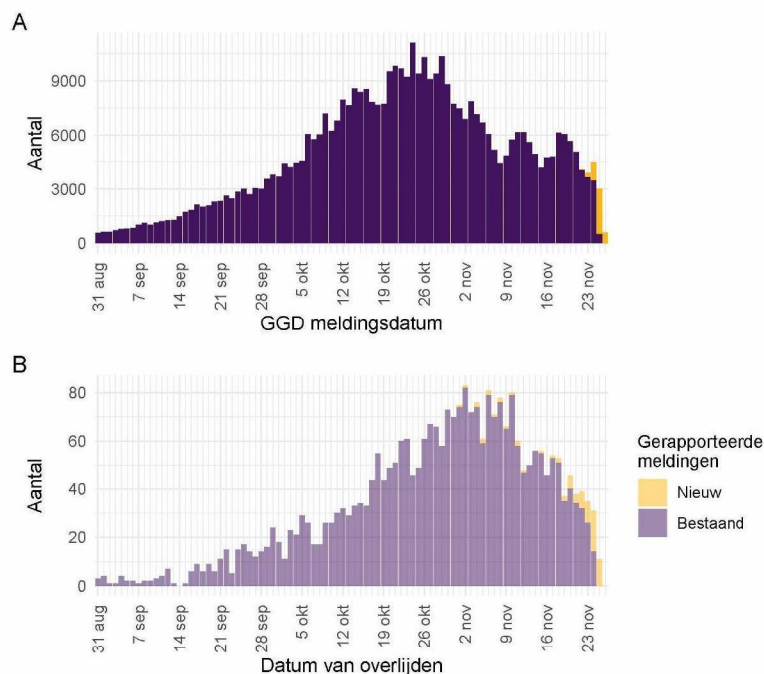 A
Aantal
9000
6000
3000
0
31 aug
7 sep
14 sep
21 sep
28 sep
5 okt
12 okt
19 okt
26 okt
2 nov
9 nov
16 nov
23 nov
GGD meldingsdatum
B
Aantal
80
60
40
20
0
31 aug
7 sep
14 sep
21 sep
28 sep
5 okt
12 okt
19 okt
26 okt
2 nov
9 nov
16 nov
23 nov
Datum van overlijden
Gerapporteerde
meldingen
Nieuw
Bestaand